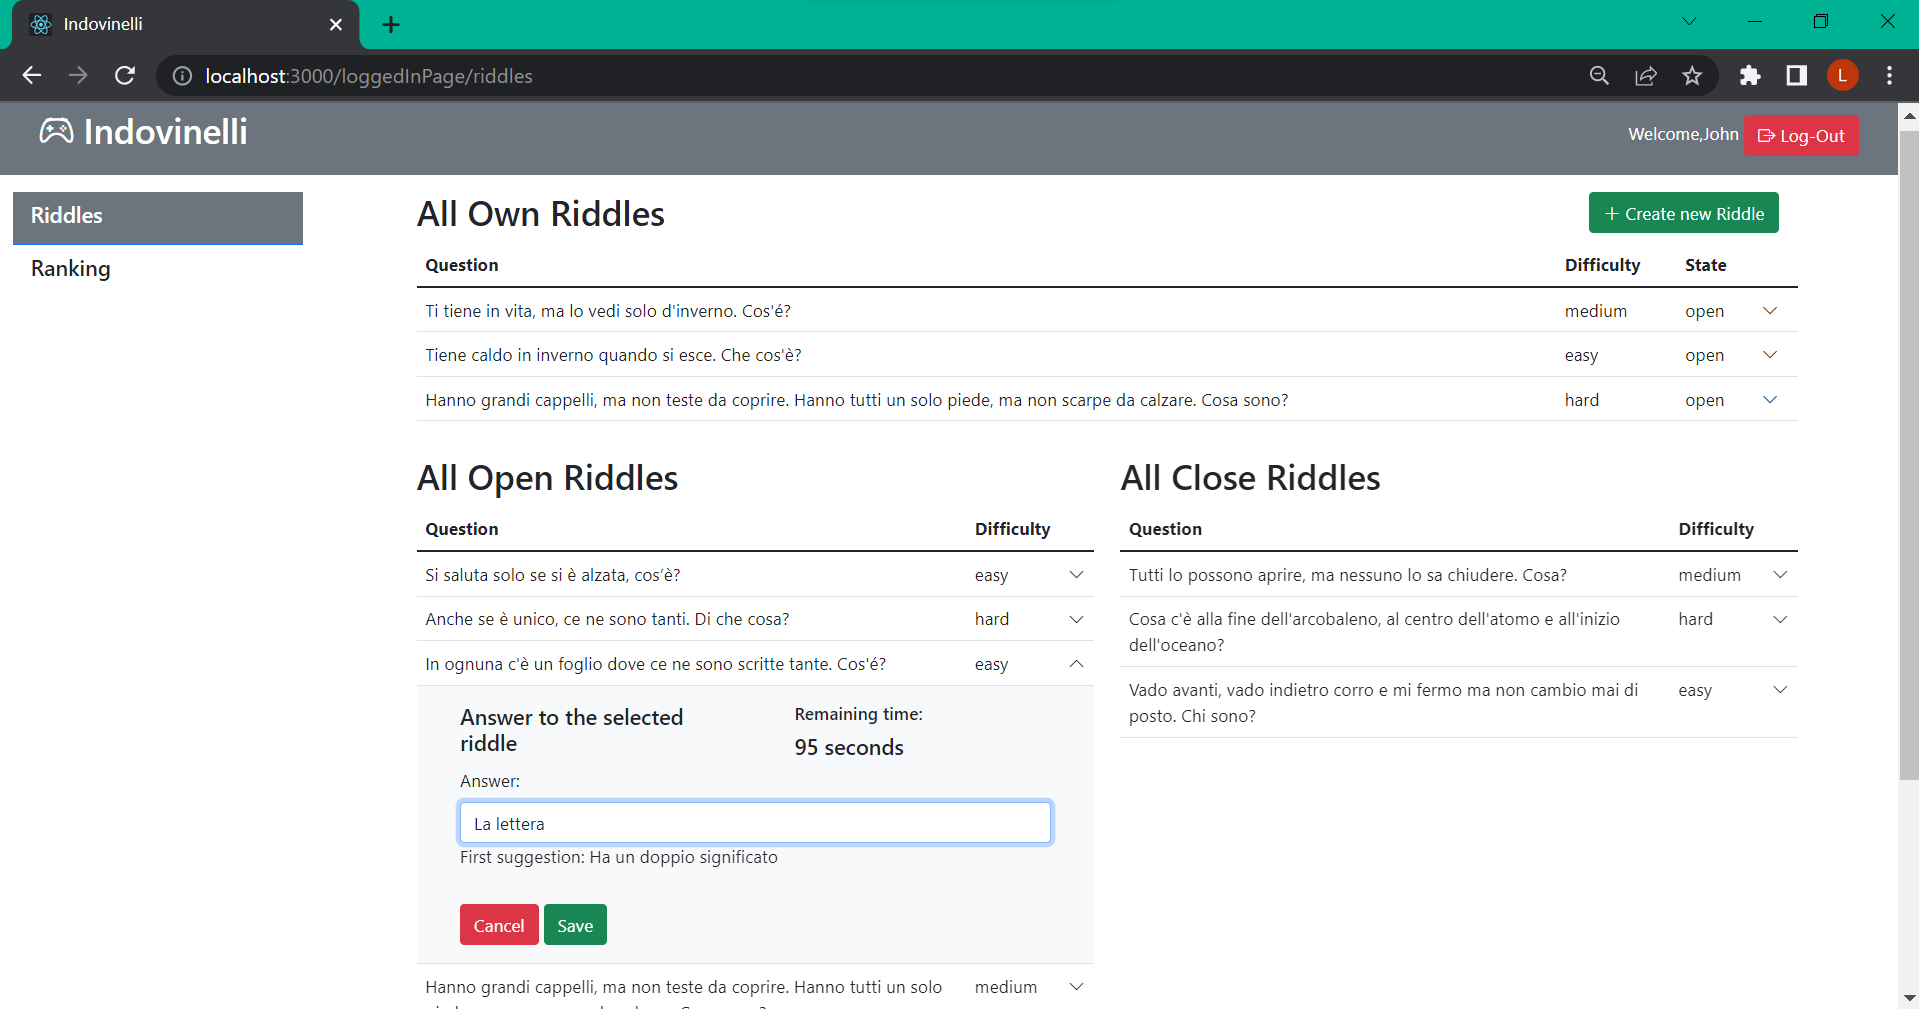 Indovinelli
localhost:3000/loggedInPage/riddles
L
Indovinelli
Welcome,John
Log-Out
Riddles
Ranking
All Own Riddles
+ Create new Riddle
Question Difficulty State
Ti tiene in vita, ma lo vedi solo d'inverno. Cos'é? medium open
Tiene caldo in inverno quando si esce. Che cos'è? easy open
Hanno grandi cappelli, ma non teste da coprire. Hanno tutti un solo piede, ma non scarpe da calzare. Cosa sono? hard open
All Open Riddles
Question Difficulty
Si saluta solo se si è alzata, cos’è? easy
Anche se è unico, ce ne sono tanti. Di che cosa? hard
In ognuna c'è un foglio dove ce ne sono scritte tante. Cos'é? easy
Answer to the selected
riddle
Remaining time:
95 seconds
Answer:
La lettera
First suggestion: Ha un doppio significato
Cancel Save
Hanno grandi cappelli, ma non teste da coprire. Hanno tutti un solo medium
All Close Riddles
Question Difficulty
Tutti lo possono aprire, ma nessuno lo sa chiudere. Cosa? medium
Cosa c'è alla fine dell'arcobaleno, al centro dell'atomo e all'inizio hard
dell'oceano?
Vado avanti, vado indietro corro e mi fermo ma non cambio mai di easy
posto. Chi sono?